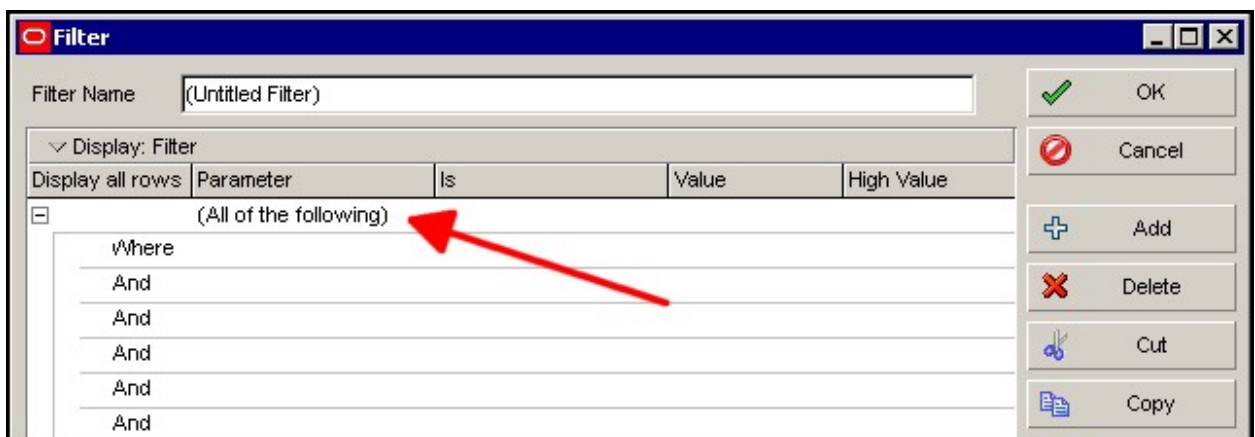 Filter
Filter Name (Untitled Filter) OK
Display: Filter Cancel
Display all rows Parameter Is Value High Value
(All of the following)
Where Add
And
And Delete
And Cut
And Copy
And